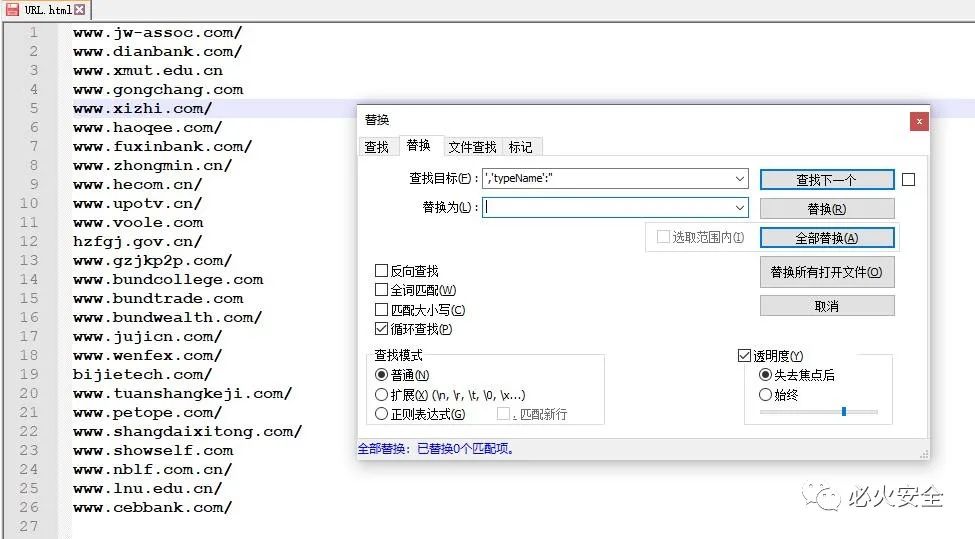 URL.html
1 www.jw-assoc.com/
2 www.dianbank.com/
3 www.xmut.edu.cn
4 www.gongchang.com
5 www.xizhi.com/
6 www.haoqee.com/
7 www.fuxinbank.com/
8 www.zhongmin.cn/
9 www.hecom.cn/
10 www.upotv.cn/
11 www.voole.com
12 hzfgj.gov.cn/
13 www.gzjkp2p.com/
14 www.bundcollege.com
15 www.bundtrade.com
16 www.bundwealth.com/
17 www.jujicn.com/
18 www.wenfex.com/
19 bijietech.com/
20 www.tuanshangkeji.com/
21 www.petope.com/
22 www.shangdaixitong.com/
23 www.showself.com
24 www.nblf.com.cn/
25 www.lnu.edu.cn/
26 www.cebbank.com/
27
替换
x
查找 替换 文件查找 标记
查找目标(F): ','typeName':"
查找下一个
替换为(L):
替换(R)
选取范围内(I)
全部替换(A)
替换所有打开文件(O)
取消
反向查找
全词匹配(W)
匹配大小写(C)
循环查找(P)
查找模式
普通(N)
扩展(X) (\n, \r, \t, \0, \x...)
正则表达式(G)
. 匹配新行
透明度(Y)
失去焦点后
始终
全部替换: 已替换0个匹配项。
必火安全